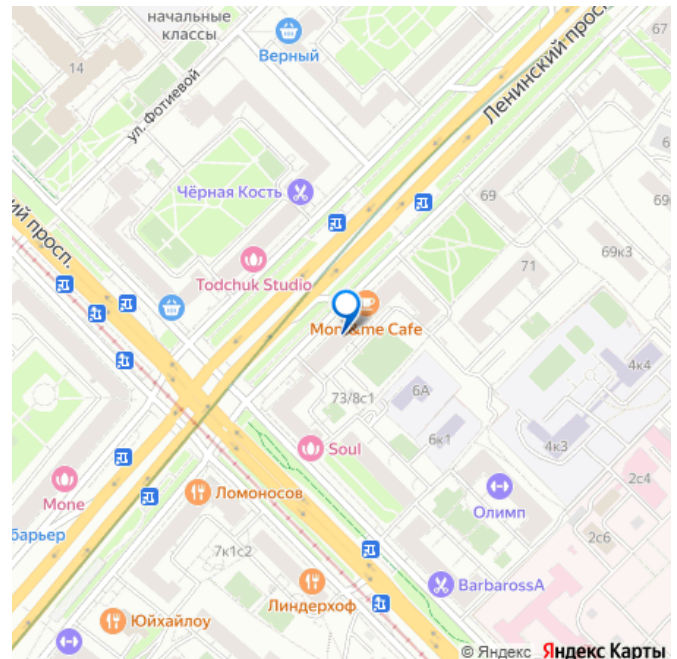 начальные
классы
14
Верный
67
Ленинский просп.
ул. Фотиевой
Чёрная Кость
69
69к3
71
ий просп.
Todchuk Studio
Mon&me Cafe
73/8с1
6А
4к4
6к1
4к3
Soul
2с4
Mone
Ломоносов
Олимп
барьер
2с6
7к1с2
BarbarossA
Линдерхоф
Юйхайлоу
© Яндекс Яндекс Карты